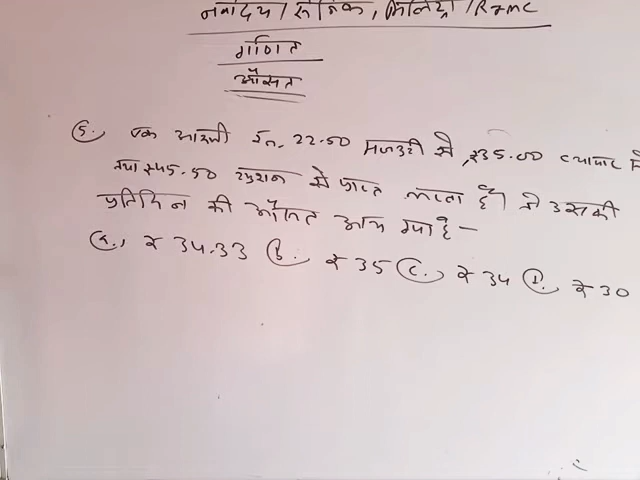 नवोदय/सैनिक, मिलिट्री/RIMC
गणित
औसत
5. एक आदमी रू. 22.50 मजदूरी से, ₹35.00 व्यापार में
तथा ₹45.50 ट्यूशन से प्राप्त करता है। तो उसकी
प्रतिदिन की औसत आय क्या है –
A. ₹ 34.33 B. ₹ 35 C. ₹ 34 D. ₹ 30